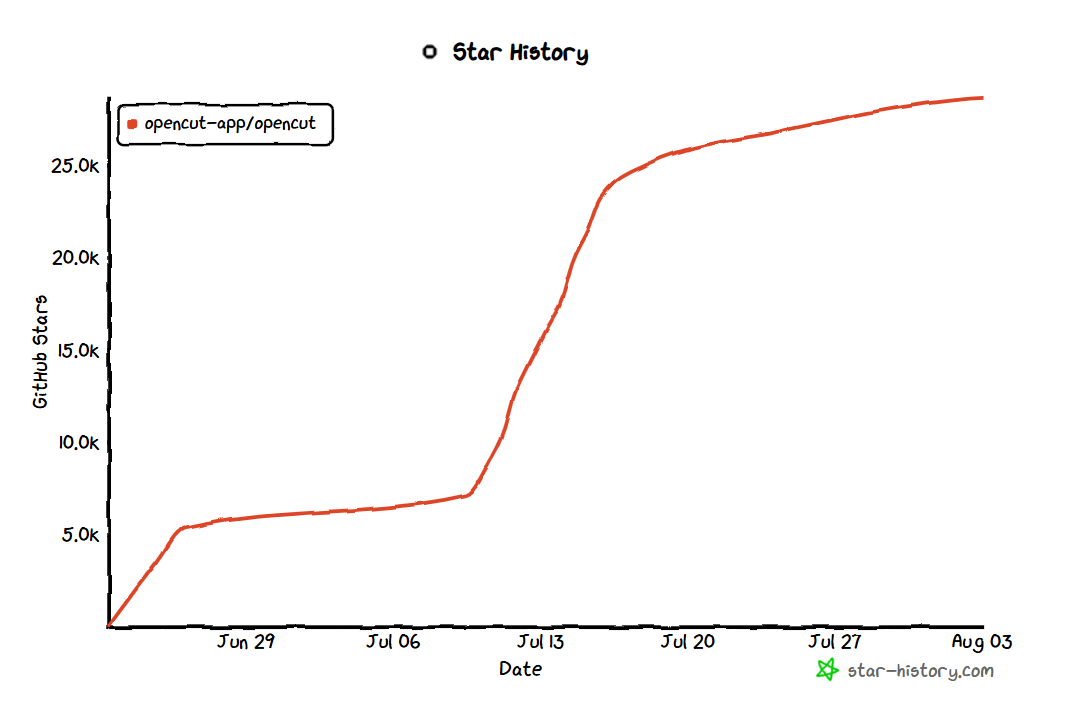 Star History
opencut-app/opencut
25.0k
20.0k
15.0k
10.0k
5.0k
GitHub Stars
Jun 29 Jul 06 Jul 13 Jul 20 Jul 27 Aug 03
Date
star-history.com